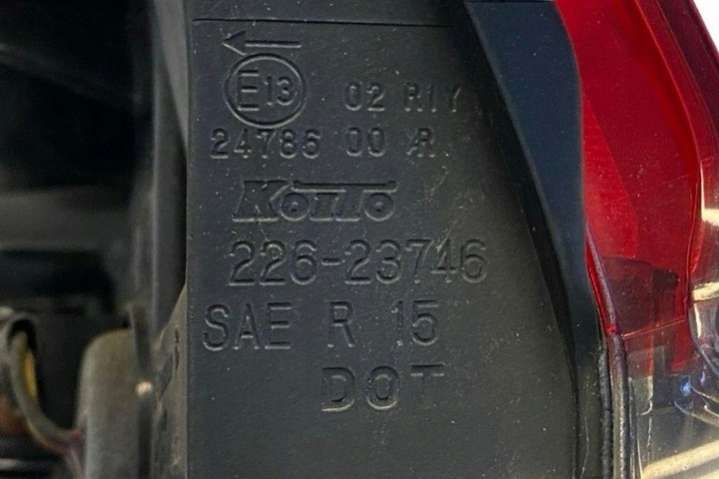 E13 02 R1Y
24786 00 R
KOITO
226-23746
SAE R 15
DOT